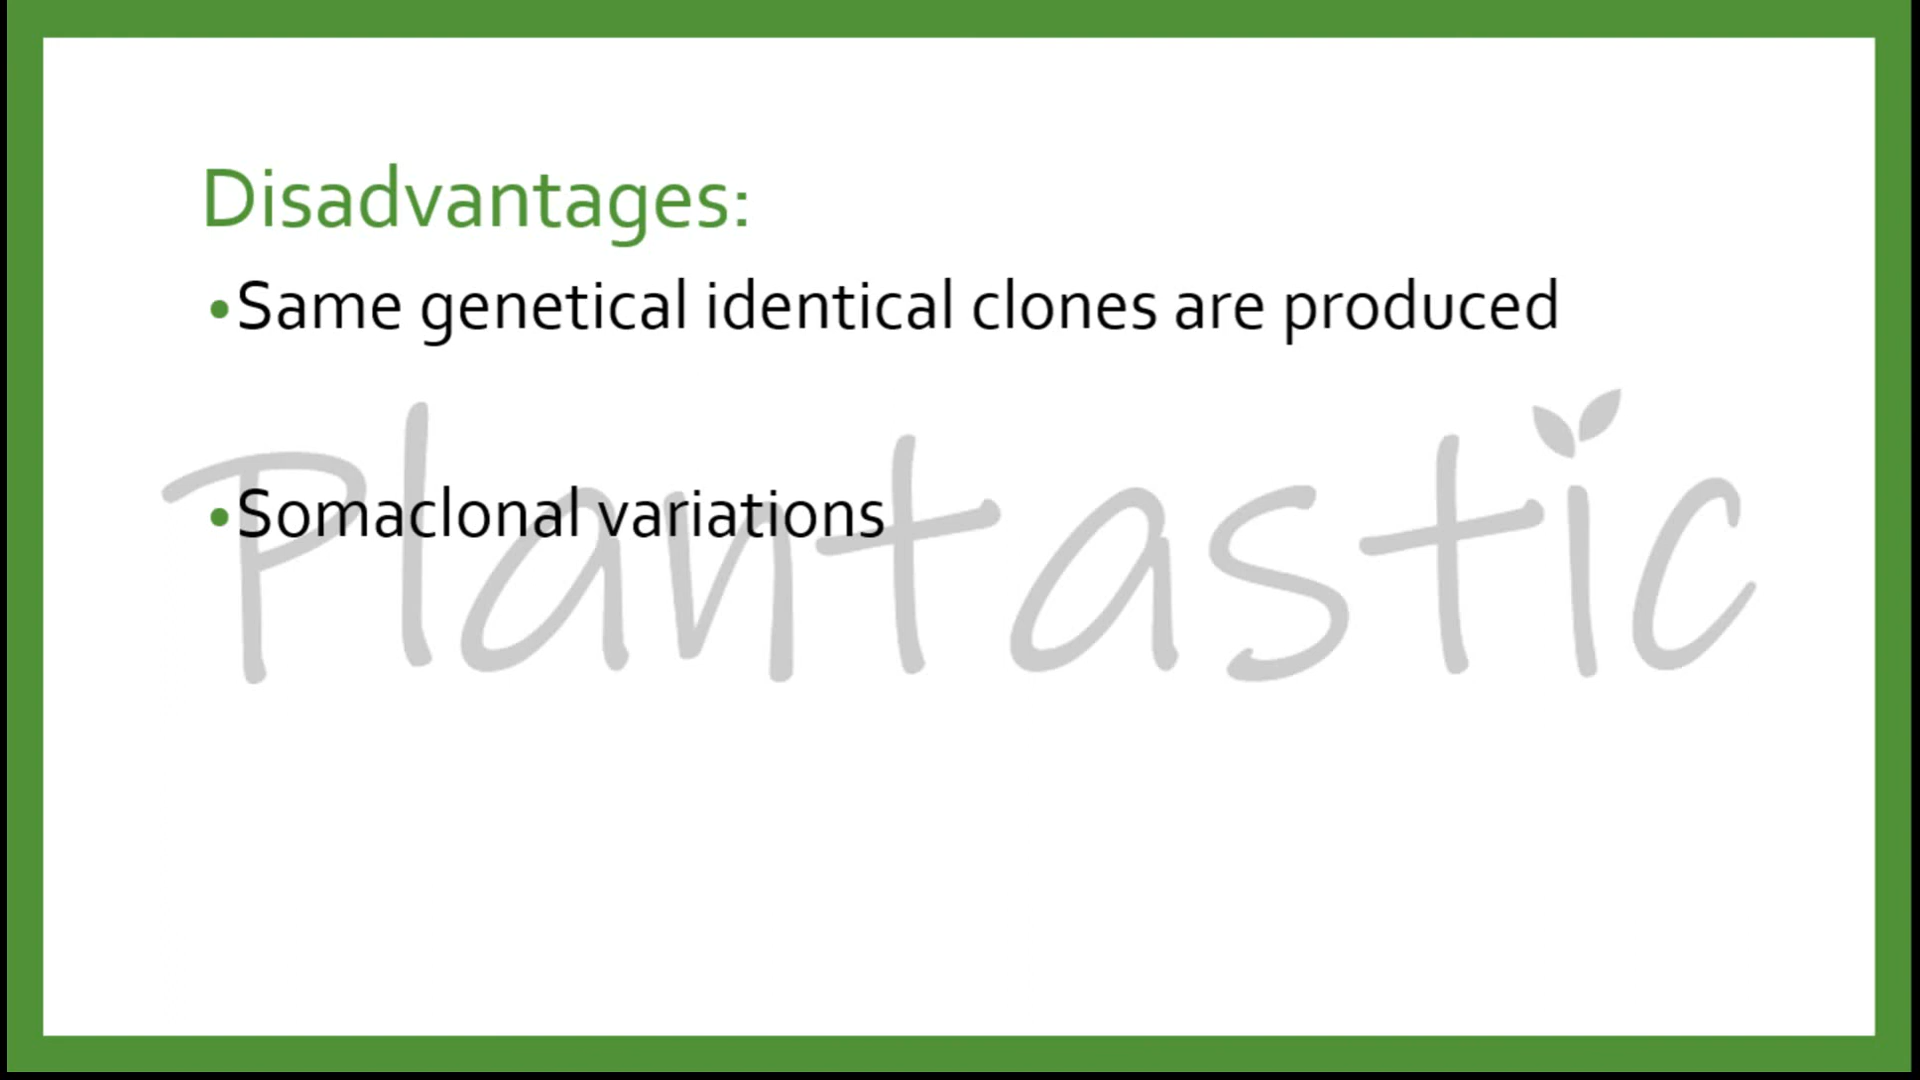 Disadvantages:
•Same genetical identical clones are produced
•Somaclonal variations
Plantastic